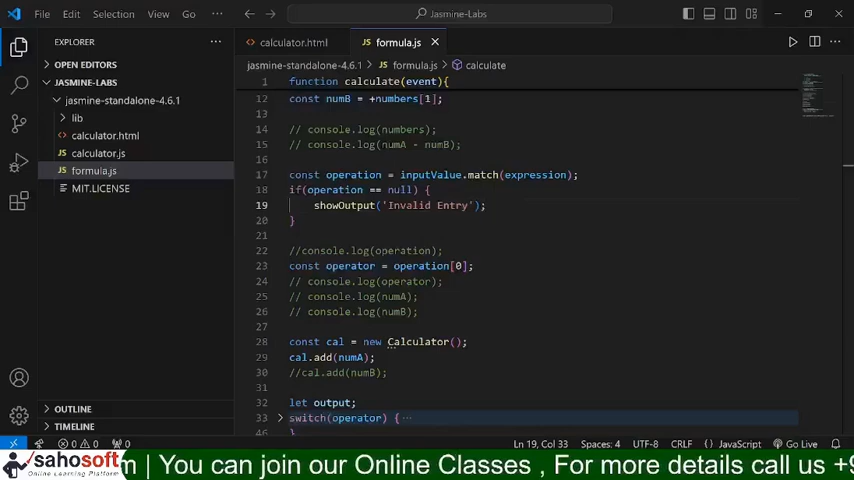 File Edit Selection View Go ··· Jasmine-Labs
EXPLORER ···
OPEN EDITORS
JASMINE-LABS
jasmine-standalone-4.6.1
lib
calculator.html
calculator.js
formula.js
MIT.LICENSE
OUTLINE
TIMELINE
calculator.html
formula.js
jasmine-standalone-4.6.1 > formula.js > calculate
1 function calculate(event){
12 const numB = +numbers[1];
13
14 // console.log(numbers);
15 // console.log(numA - numB);
16
17 const operation = inputValue.match(expression);
18 if(operation == null) {
19 showOutput('Invalid Entry');
20 }
21
22 //console.log(operation);
23 const operator = operation[0];
24 // console.log(operator);
25 // console.log(numA);
26 // console.log(numB);
27
28 const cal = new Calculator();
29 cal.add(numA);
30 //cal.add(numB);
31
32 let output;
33 switch(operator) { ···
46 }
0 0 0 Ln 19, Col 33 Spaces: 4 UTF-8 CRLF JavaScript Go Live
sahosoft
Online Learning Classes
m | You can join our Online Classes , For more details call us +9